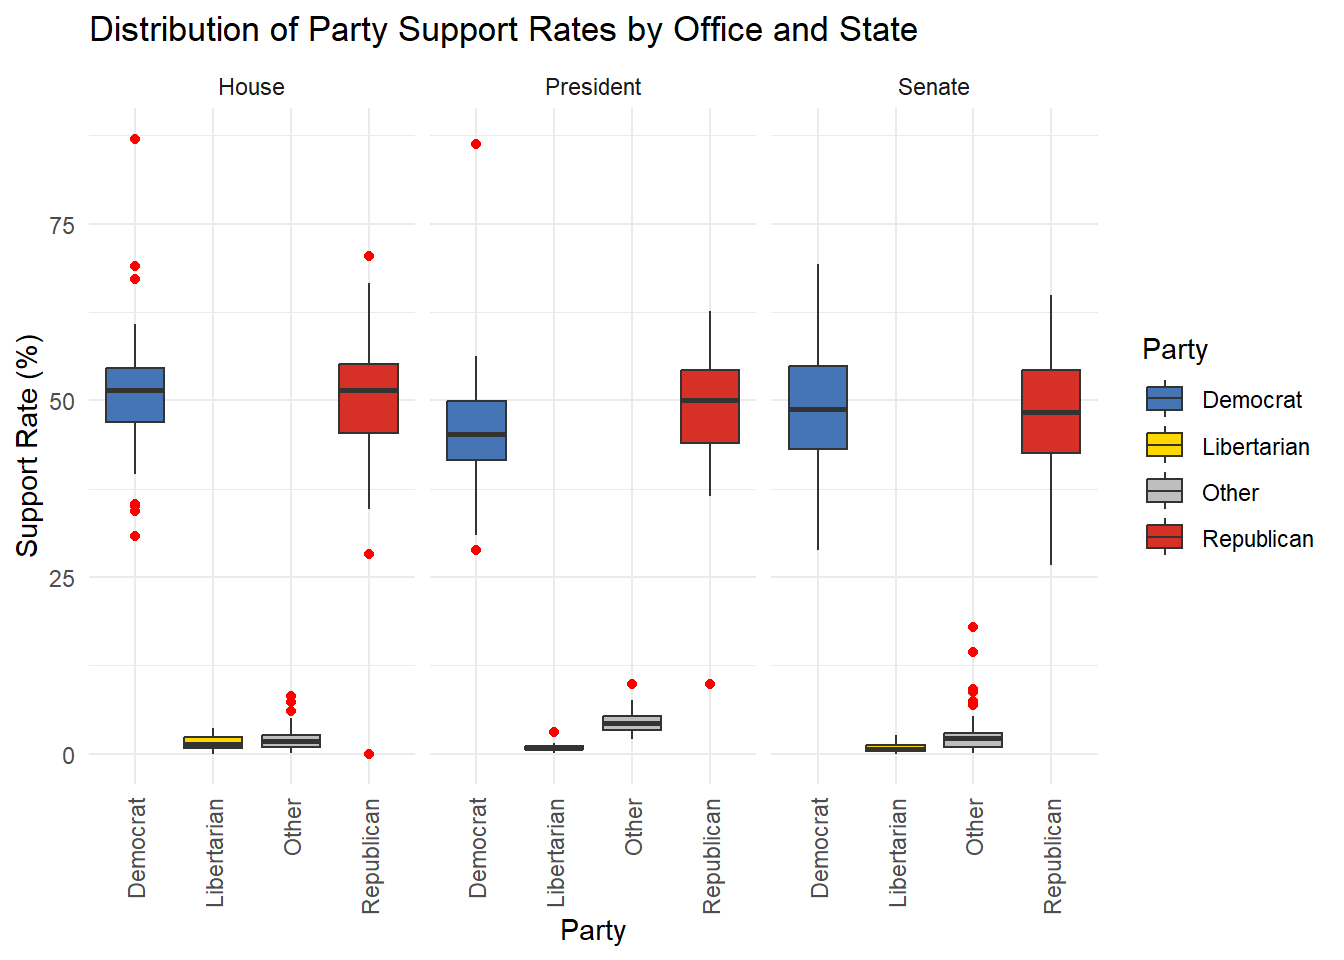 Distribution of Party Support Rates by Office and State
House
President
Senate
75
50
25
0
Support Rate (%)
Democrat
Libertarian
Other
Republican
Democrat
Libertarian
Other
Republican
Democrat
Libertarian
Other
Republican
Party
Party
Democrat
Libertarian
Other
Republican